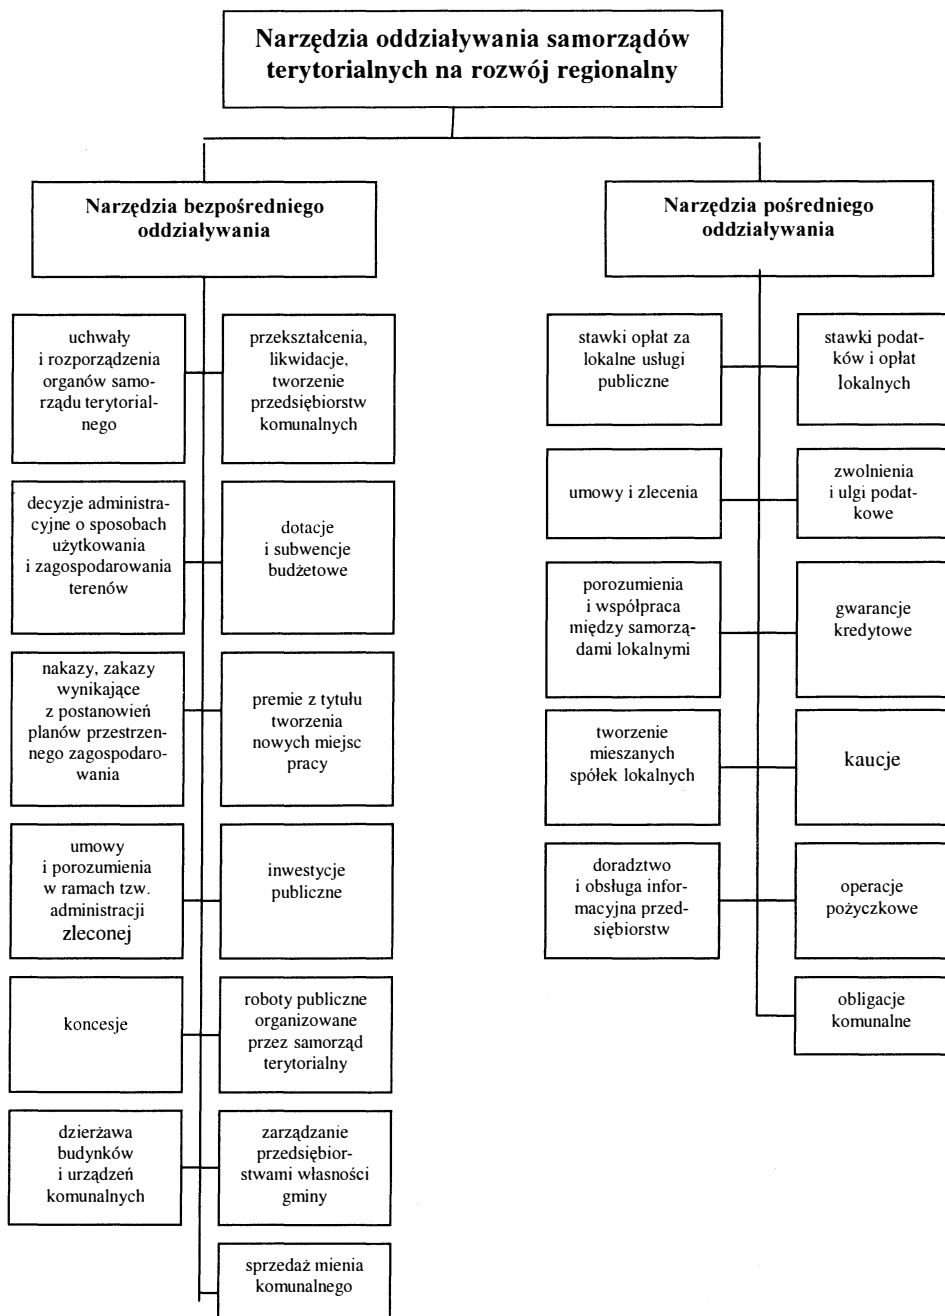 Narzędzia oddziaływania samorządów
terytorialnych na rozwój regionalny
Narzędzia bezpośredniego
oddziaływania
uchwały
i rozporządzenia
organów samo-
rządu terytorial-
nego
przekształcenia,
likwidacje,
tworzenie
przedsiębiorstw
komunalnych
decyzje administra-
cyjne o sposobach
użytkowania
i zagospodarowania
terenów
dotacje
i subwencje
budżetowe
nakazy, zakazy
wynikające
z postanowień
planów przestrzen-
nego zagospodaro-
wania
premie z tytułu
tworzenia
nowych miejsc
pracy
umowy
i porozumienia
w ramach tzw.
administracji
zleconej
inwestycje
publiczne
koncesje
roboty publiczne
organizowane
przez samorząd
terytorialny
dzierżawa
budynków
i urządzeń
komunalnych
zarządzanie
przedsiębior-
stwami własności
gminy
sprzedaż mienia
komunalnego
Narzędzia pośredniego
oddziaływania
stawki opłat za
lokalne usługi
publiczne
stawki podat-
ków i opłat
lokalnych
umowy i zlecenia
zwolnienia
i ulgi podat-
kowe
porozumienia
i współpraca
między samorzą-
dami lokalnymi
gwarancje
kredytowe
tworzenie
mieszanych
spółek lokalnych
kaucje
doradztwo
i obsługa infor-
macyjna przed-
siębiorstw
operacje
pożyczkowe
obligacje
komunalne